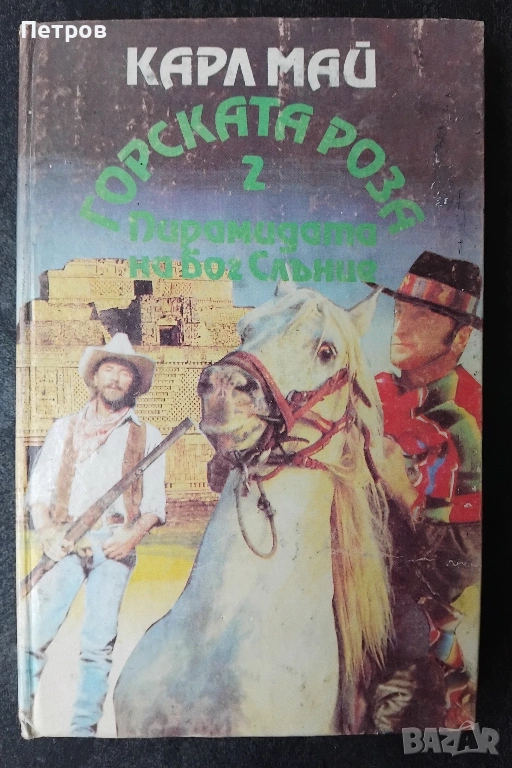 Петров
КАРЛ МАЙ
ГОРСКАТА РОЗА
2
Пирамидата
на бог Слънце
BAZAR